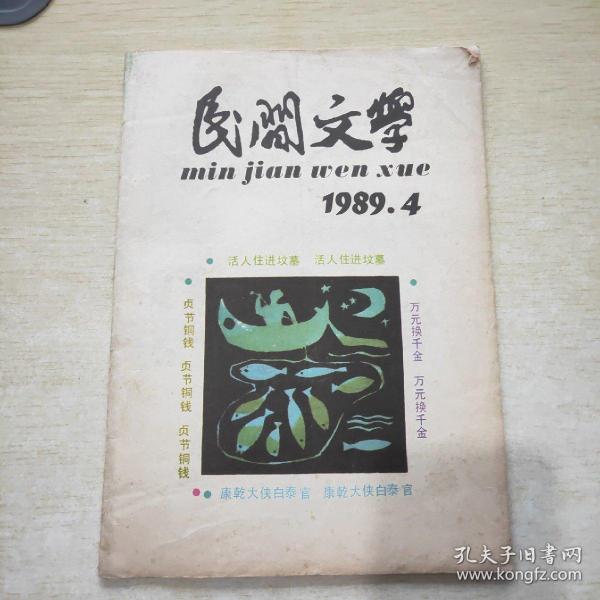 民間文學
min jian wen xue
1989.4
活人住进坟墓 活人住进坟墓
贞节铜钱 贞节铜钱 贞节铜钱
万元换千金 万元换千金
康乾大侠白泰官 康乾大侠白泰官
孔夫子旧書网
www.kongfz.com